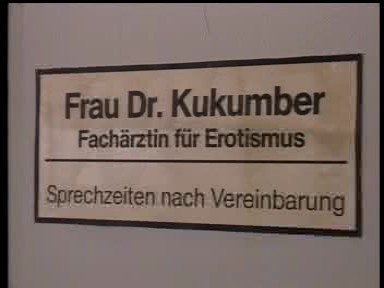 Frau Dr. Kukumber
Fachärztin für Erotismus
Sprechzeiten nach Vereinbarung